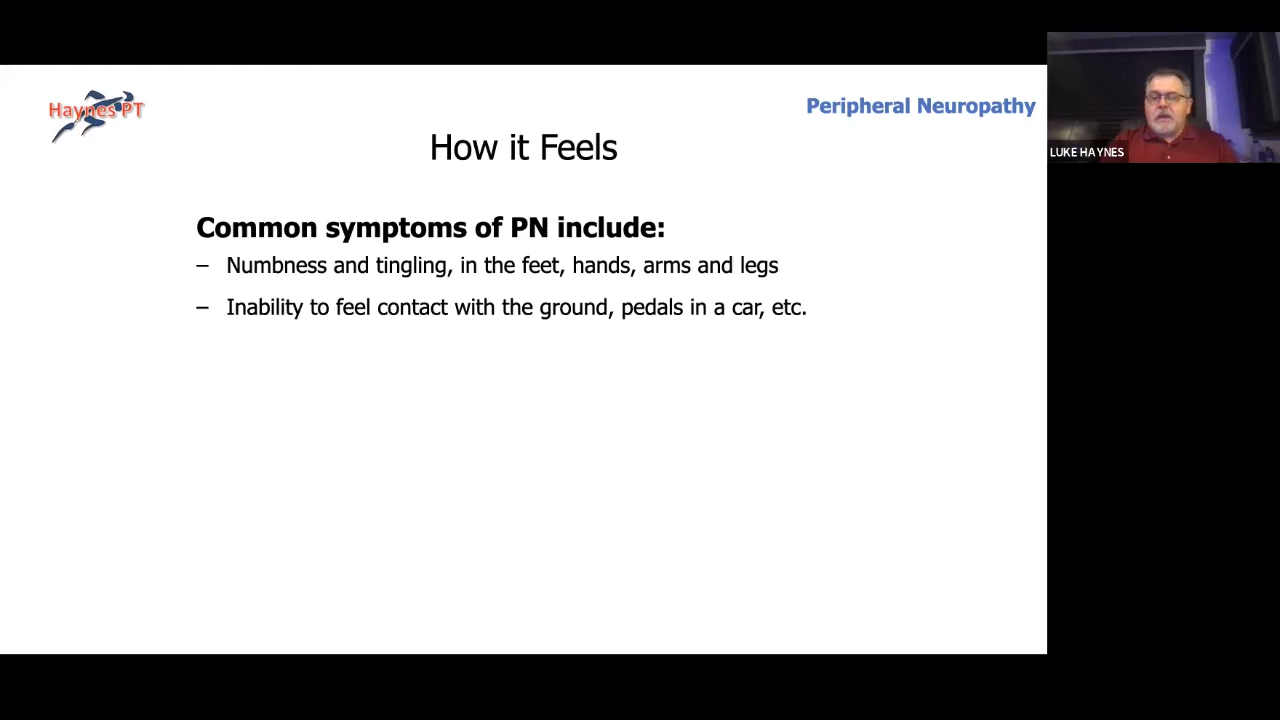 Haynes PT
Peripheral Neuropathy
How it Feels
Common symptoms of PN include:
– Numbness and tingling, in the feet, hands, arms and legs
– Inability to feel contact with the ground, pedals in a car, etc.
LUKE HAYNES